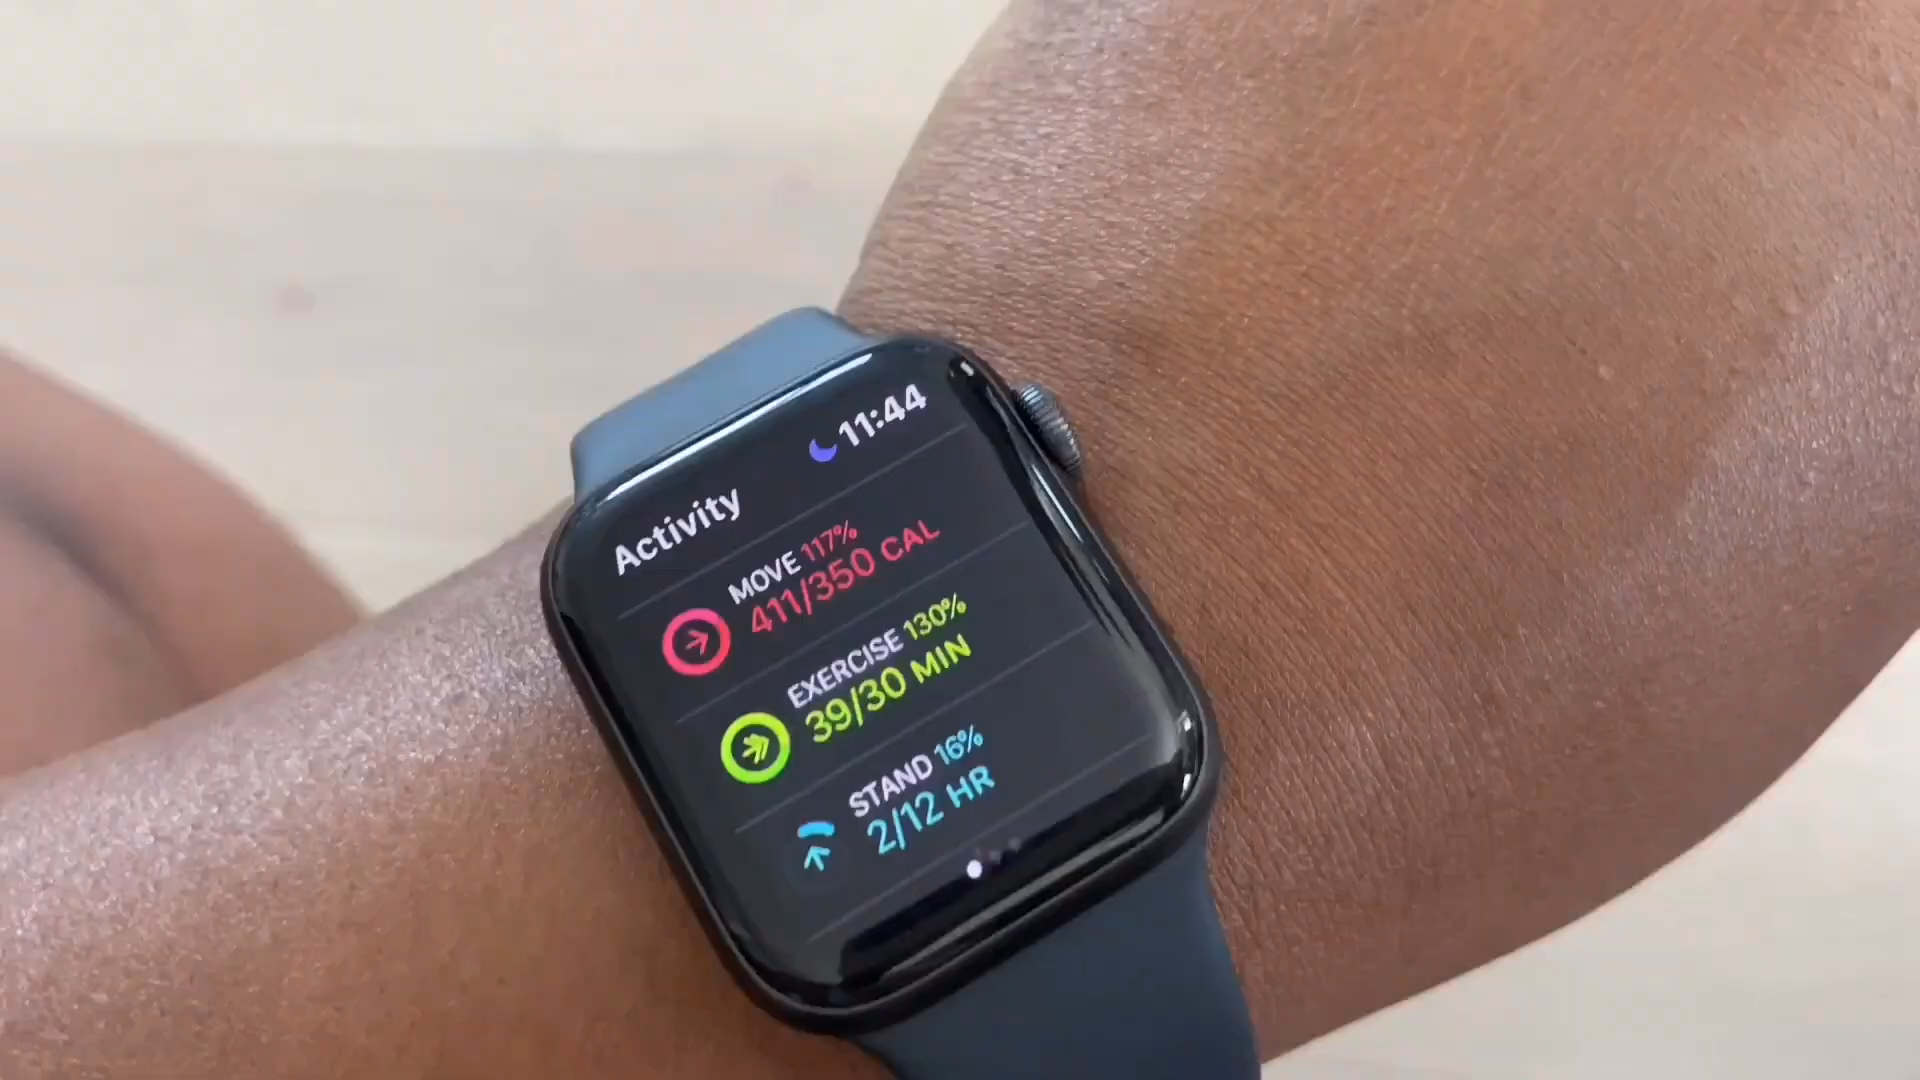 11:44
Activity
MOVE 117%
411/350 CAL
EXERCISE 130%
39/30 MIN
STAND 16%
2/12 HR